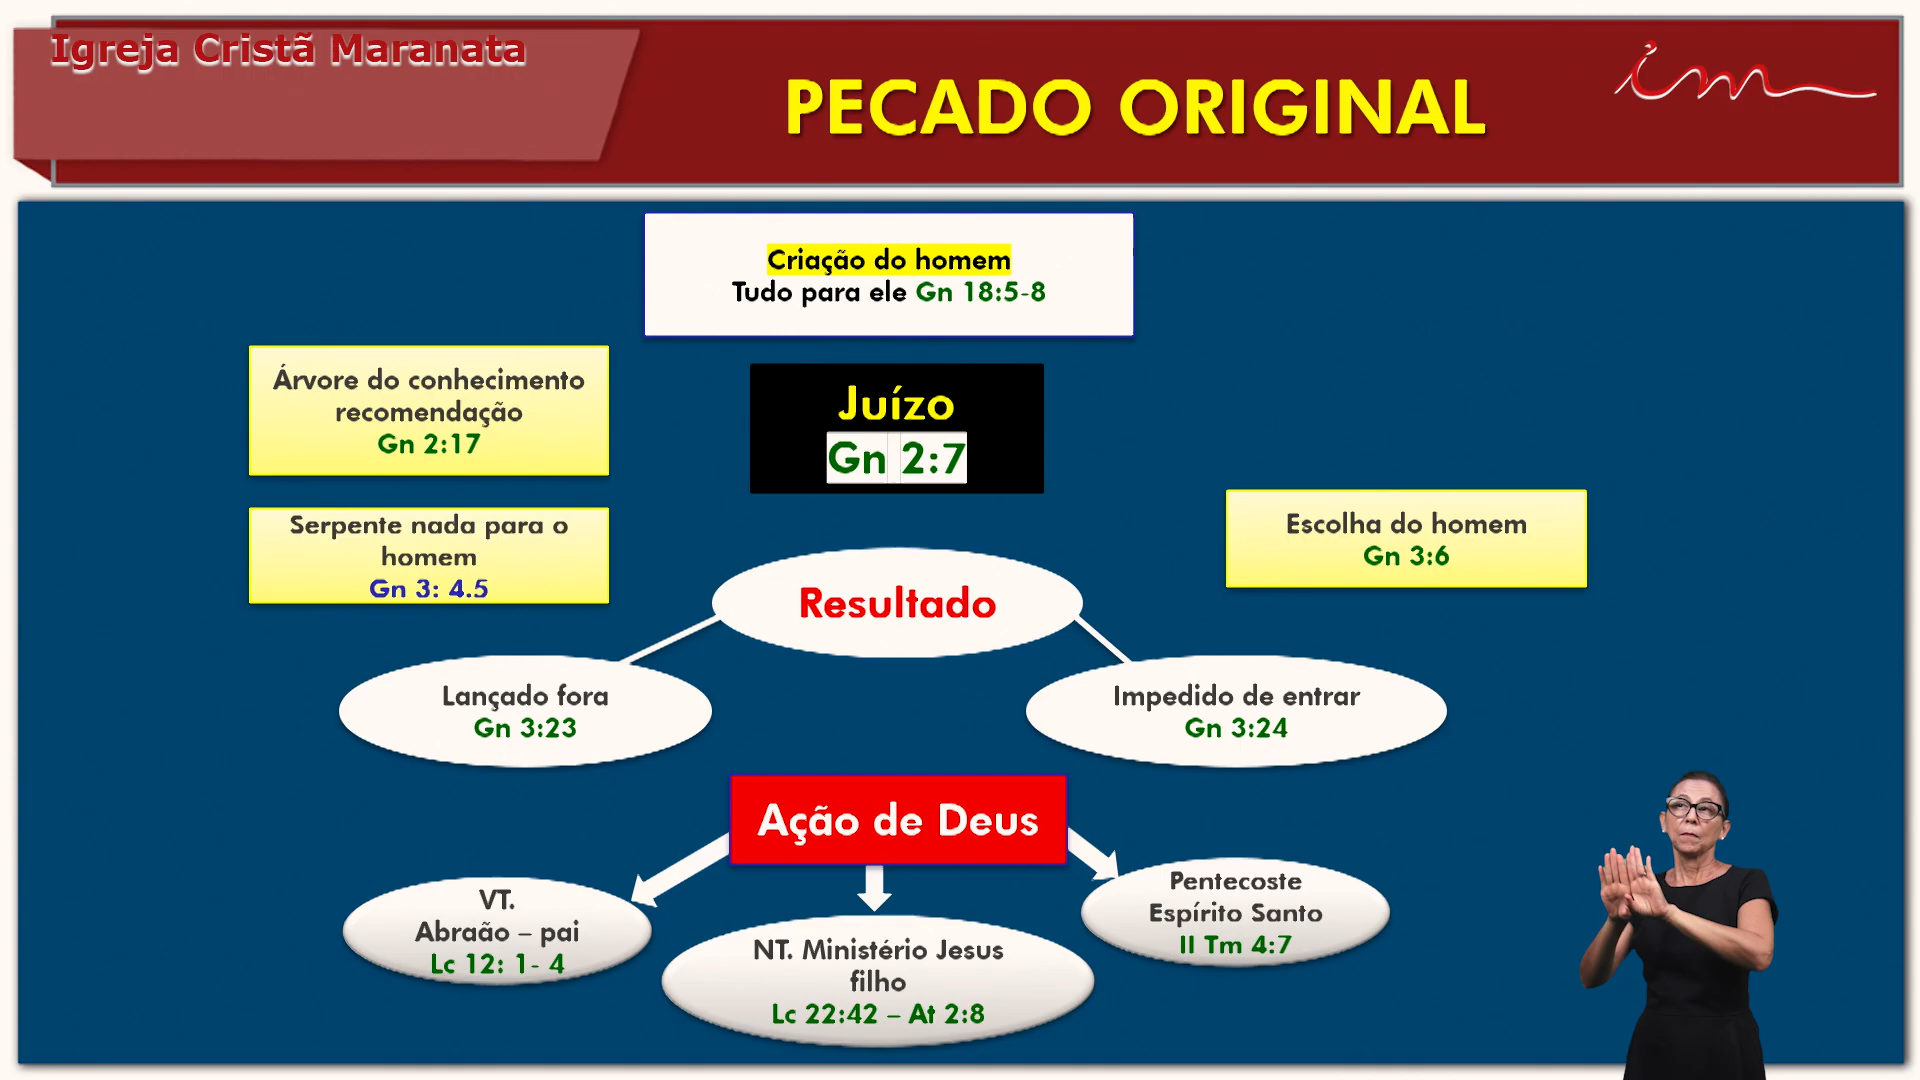 Igreja Cristã Maranata
PECADO ORIGINAL
im
Criação do homem
Tudo para ele Gn 18:5-8
Árvore do conhecimento
recomendação
Gn 2:17
Juízo
Gn 2:7
Serpente nada para o
homem
Gn 3: 4.5
Escolha do homem
Gn 3:6
Resultado
Lançado fora
Gn 3:23
Impedido de entrar
Gn 3:24
Ação de Deus
VT.
Abraão – pai
Lc 12: 1- 4
NT. Ministério Jesus
filho
Lc 22:42 – At 2:8
Pentecoste
Espírito Santo
II Tm 4:7